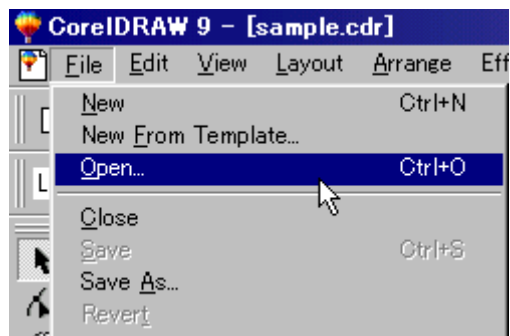 CorelDRAW 9 - [sample.cdr]
File Edit View Layout Arrange Eff
New Ctrl+N
New From Template...
Open... Ctrl+O
Close
Save Ctrl+S
Save As...
Revert